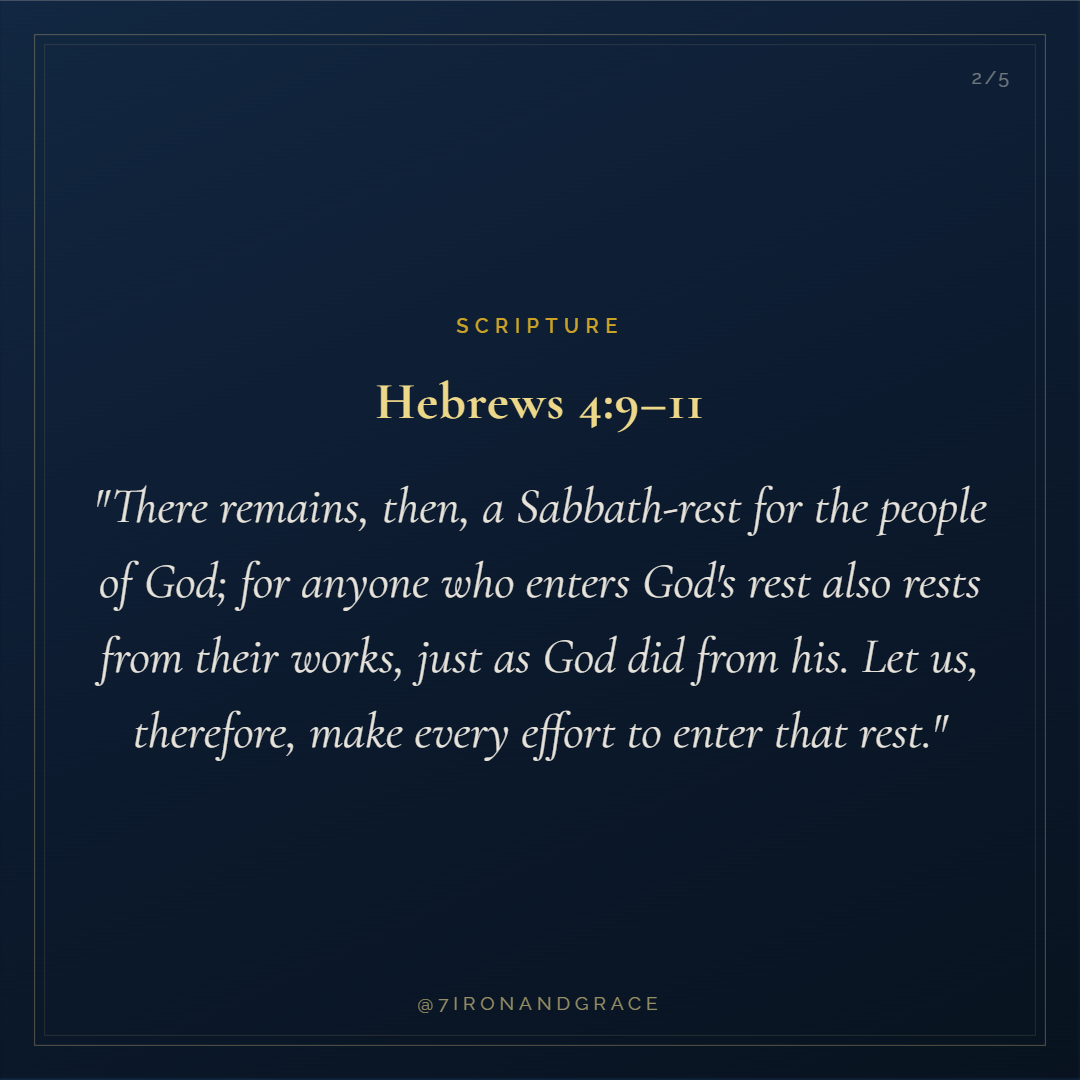 2/5
SCRIPTURE
Hebrews 4:9–11
"There remains, then, a Sabbath-rest for the people
of God; for anyone who enters God's rest also rests
from their works, just as God did from his. Let us,
therefore, make every effort to enter that rest."
@7IRONANDGRACE